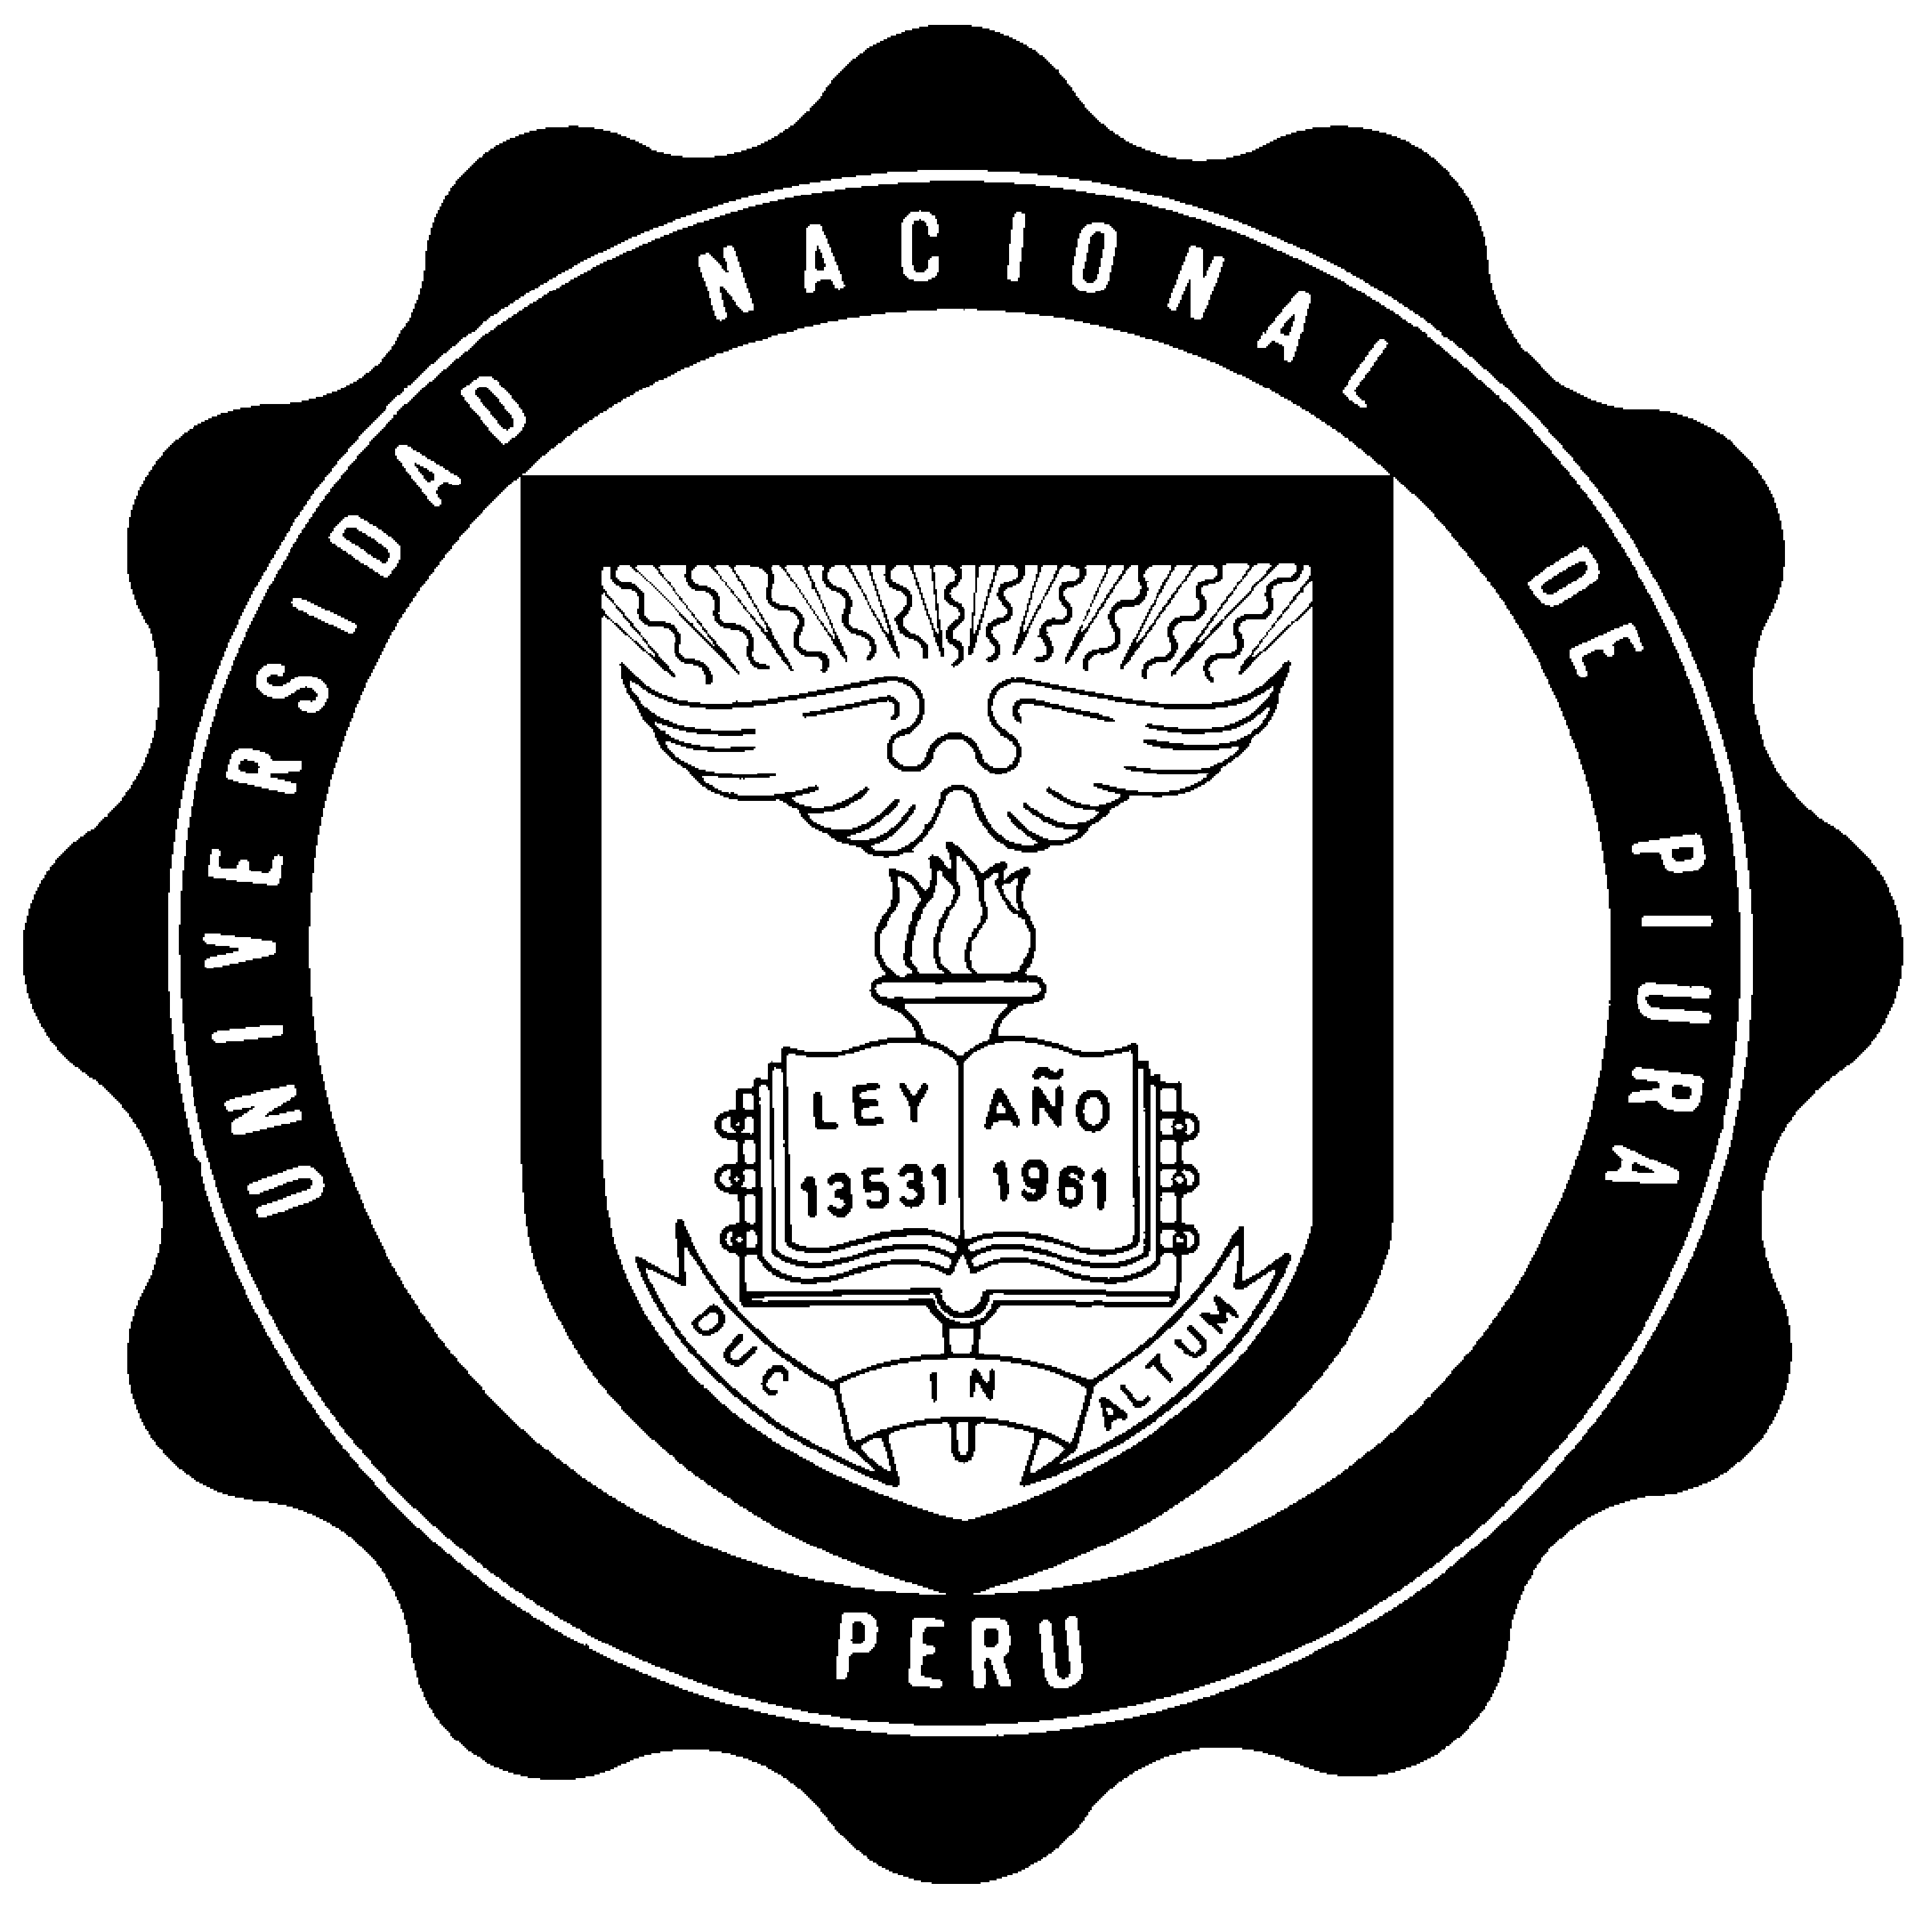 UNIVERSIDAD NACIONAL DE PIURA
LEY
13531
AÑO
1961
DUC IN ALTUM
PERU